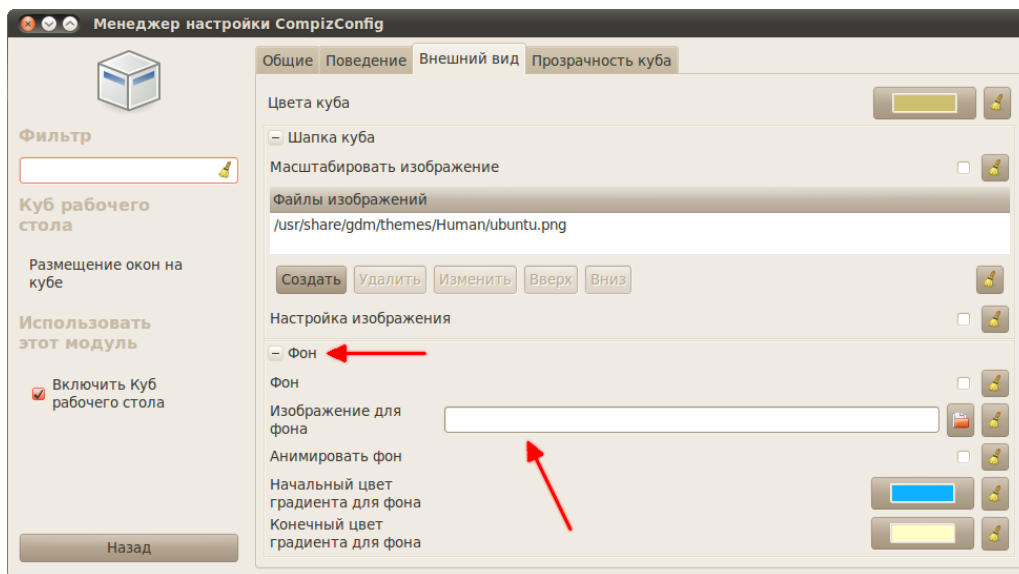 Менеджер настройки CompizConfig
Фильтр
Куб рабочего
стола
Размещение окон на
кубе
Использовать
этот модуль
Включить Куб
рабочего стола
Назад
Общие Поведение Внешний вид Прозрачность куба
Цвета куба
Шапка куба
Масштабировать изображение
Файлы изображений
/usr/share/gdm/themes/Human/ubuntu.png
Создать Удалить Изменить Вверх Вниз
Настройка изображения
Фон
Фон
Изображение для
фона
Анимировать фон
Начальный цвет
градиента для фона
Конечный цвет
градиента для фона